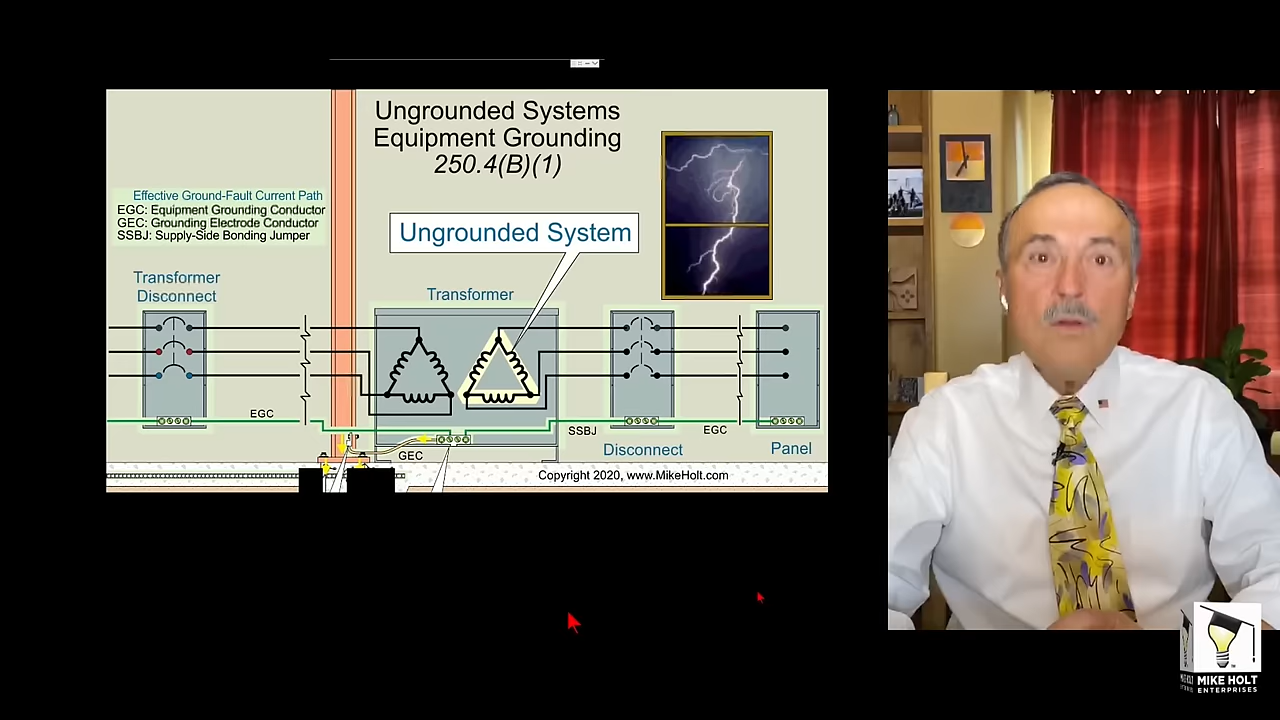 Ungrounded Systems
Equipment Grounding
250.4(B)(1)
Effective Ground-Fault Current Path
EGC: Equipment Grounding Conductor
GEC: Grounding Electrode Conductor
SSBJ: Supply-Side Bonding Jumper
Ungrounded System
Transformer
Disconnect
Transformer
EGC
GEC
SSBJ
EGC
Disconnect
Panel
Copyright 2020, www.MikeHolt.com
MIKE HOLT
ENTERPRISES